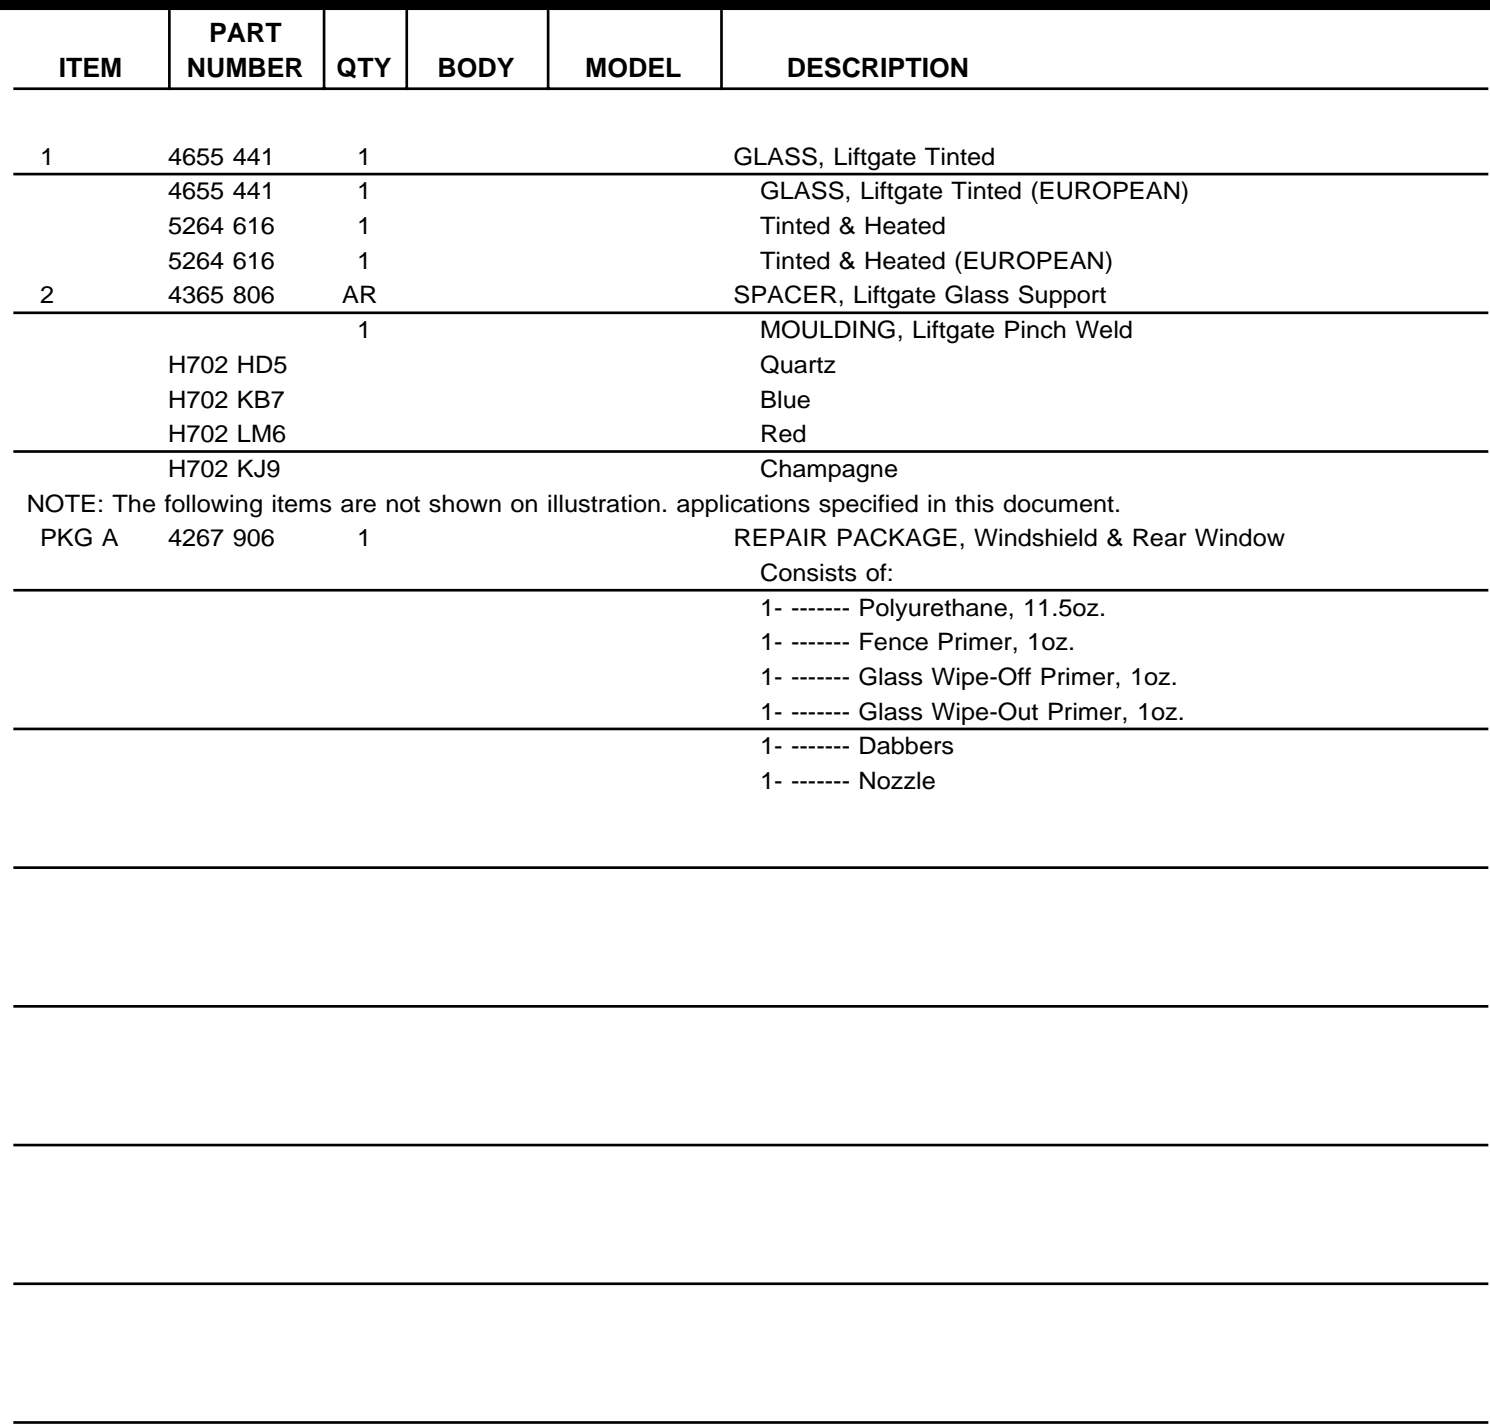 PART
ITEM NUMBER QTY BODY MODEL DESCRIPTION
1 4655 441 1 GLASS, Liftgate Tinted
4655 441 1 GLASS, Liftgate Tinted (EUROPEAN)
5264 616 1 Tinted & Heated
5264 616 1 Tinted & Heated (EUROPEAN)
2 4365 806 AR SPACER, Liftgate Glass Support
1 MOULDING, Liftgate Pinch Weld
H702 HD5 Quartz
H702 KB7 Blue
H702 LM6 Red
H702 KJ9 Champagne
NOTE: The following items are not shown on illustration. applications specified in this document.
PKG A 4267 906 1 REPAIR PACKAGE, Windshield & Rear Window
Consists of:
1- ------- Polyurethane, 11.5oz.
1- ------- Fence Primer, 1oz.
1- ------- Glass Wipe-Off Primer, 1oz.
1- ------- Glass Wipe-Out Primer, 1oz.
1- ------- Dabbers
1- ------- Nozzle